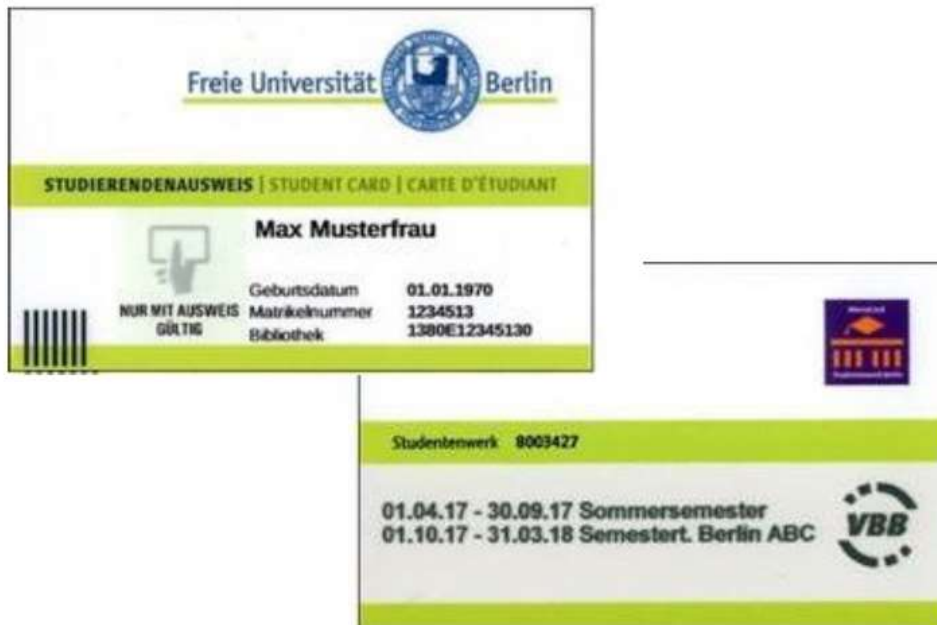 Freie Universität Berlin
STUDIERENDENAUSWEIS | STUDENT CARD | CARTE D'ÉTUDIANT
Max Musterfrau
NUR MIT AUSWEIS
GÜLTIG
Geburtsdatum 01.01.1970
Matrikelnummer 1234513
Bibliothek 1380E12345130
Studentenwerk 8003427
01.04.17 - 30.09.17 Sommersemester
01.10.17 - 31.03.18 Semestert. Berlin ABC
VBB